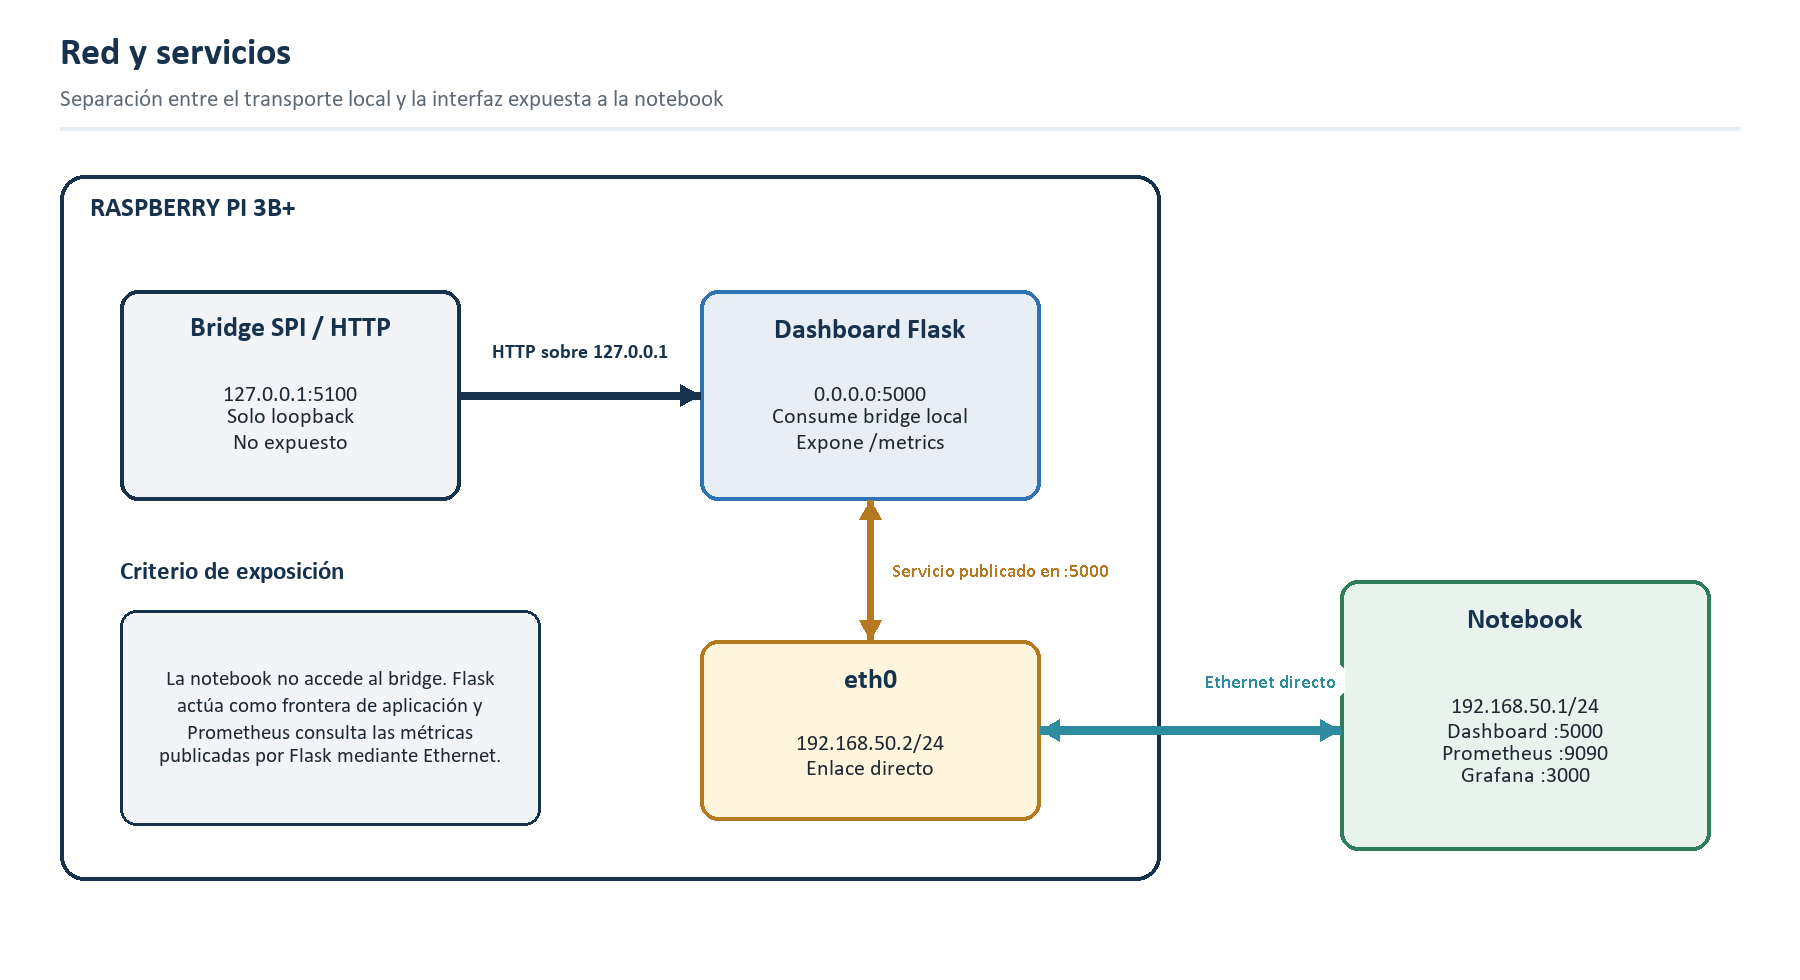 Red y servicios
Separación entre el transporte local y la interfaz expuesta a la notebook
RASPBERRY PI 3B+
Bridge SPI / HTTP
127.0.0.1:5100
Solo loopback
No expuesto
HTTP sobre 127.0.0.1
Dashboard Flask
0.0.0.0:5000
Consume bridge local
Expone /metrics
Servicio publicado en :5000
Criterio de exposición
La notebook no accede al bridge. Flask
actúa como frontera de aplicación y
Prometheus consulta las métricas
publicadas por Flask mediante Ethernet.
eth0
192.168.50.2/24
Enlace directo
Ethernet directo
Notebook
192.168.50.1/24
Dashboard :5000
Prometheus :9090
Grafana :3000